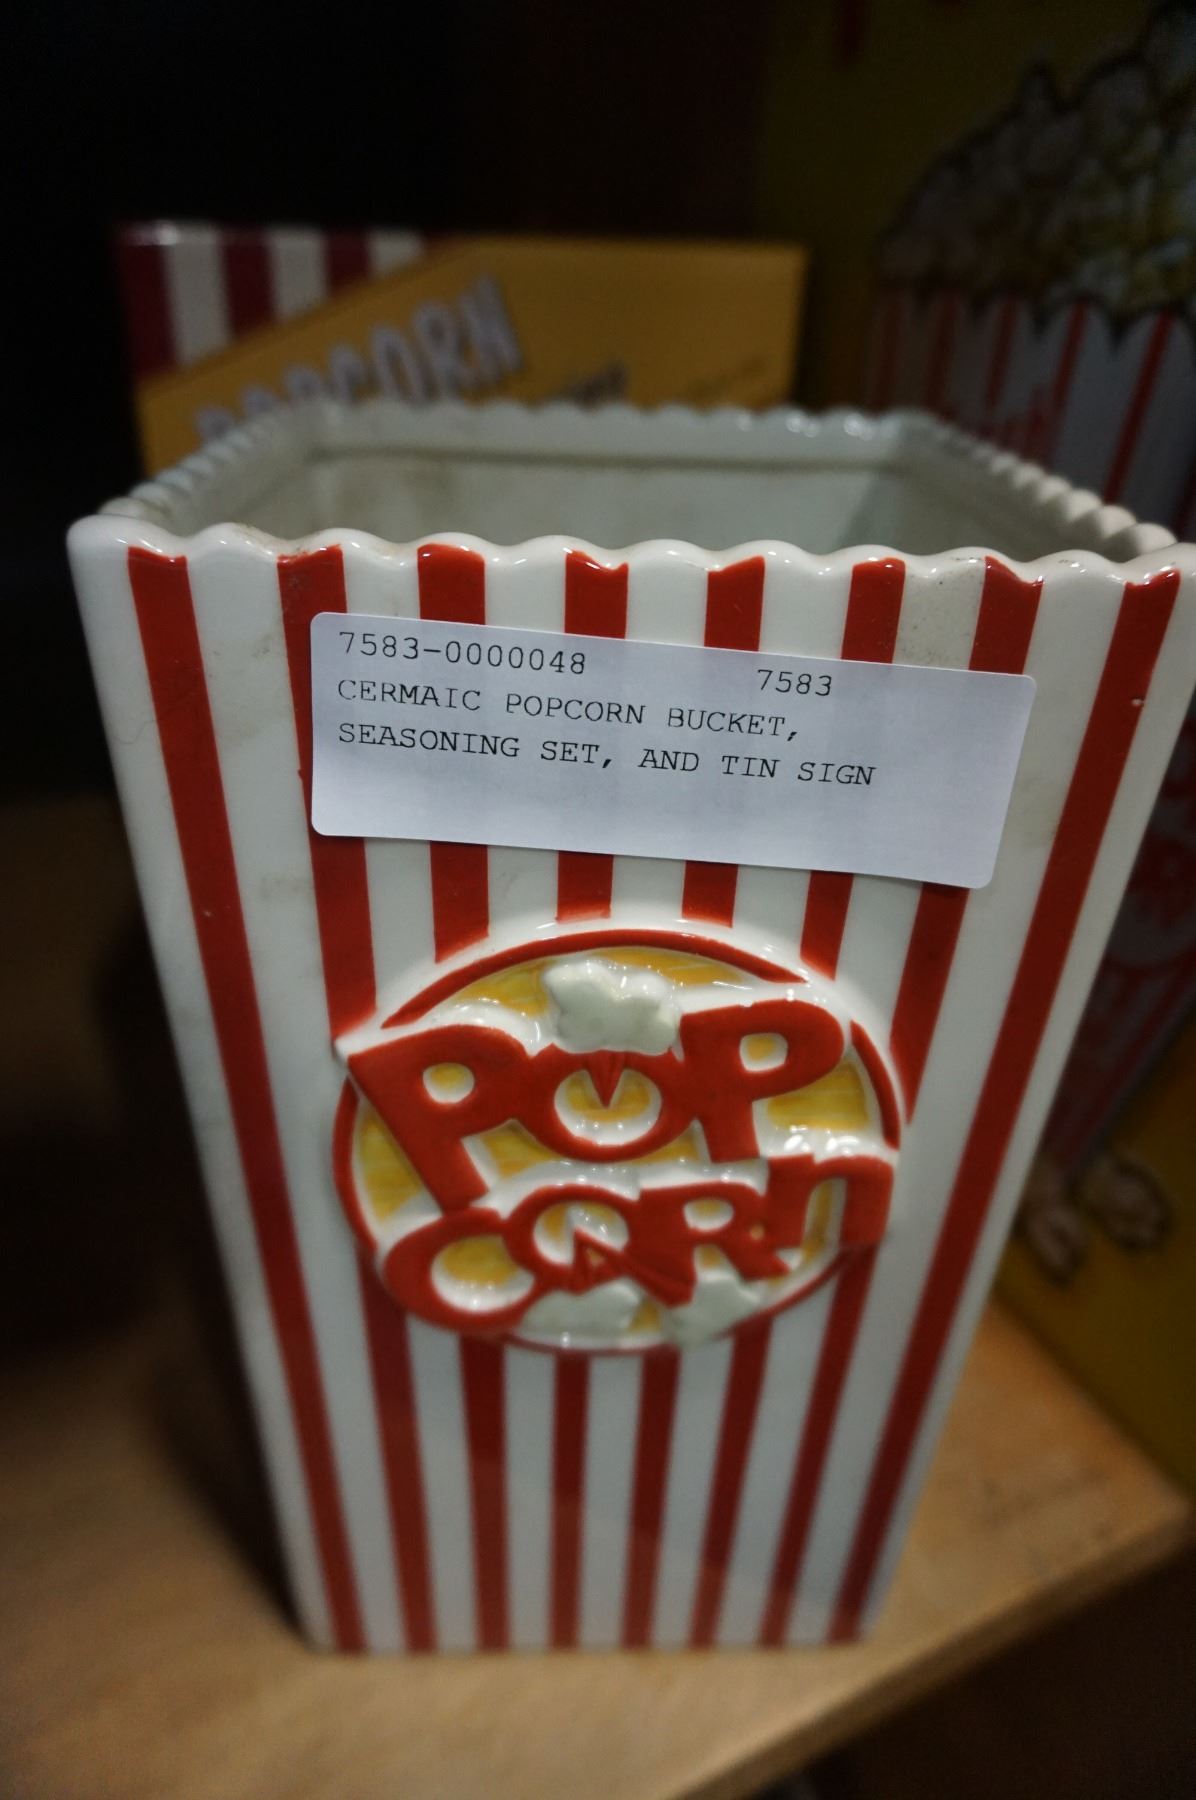 POPCORN
7583-0000048 7583
CERMAIC POPCORN BUCKET,
SEASONING SET, AND TIN SIGN
POP
CORn